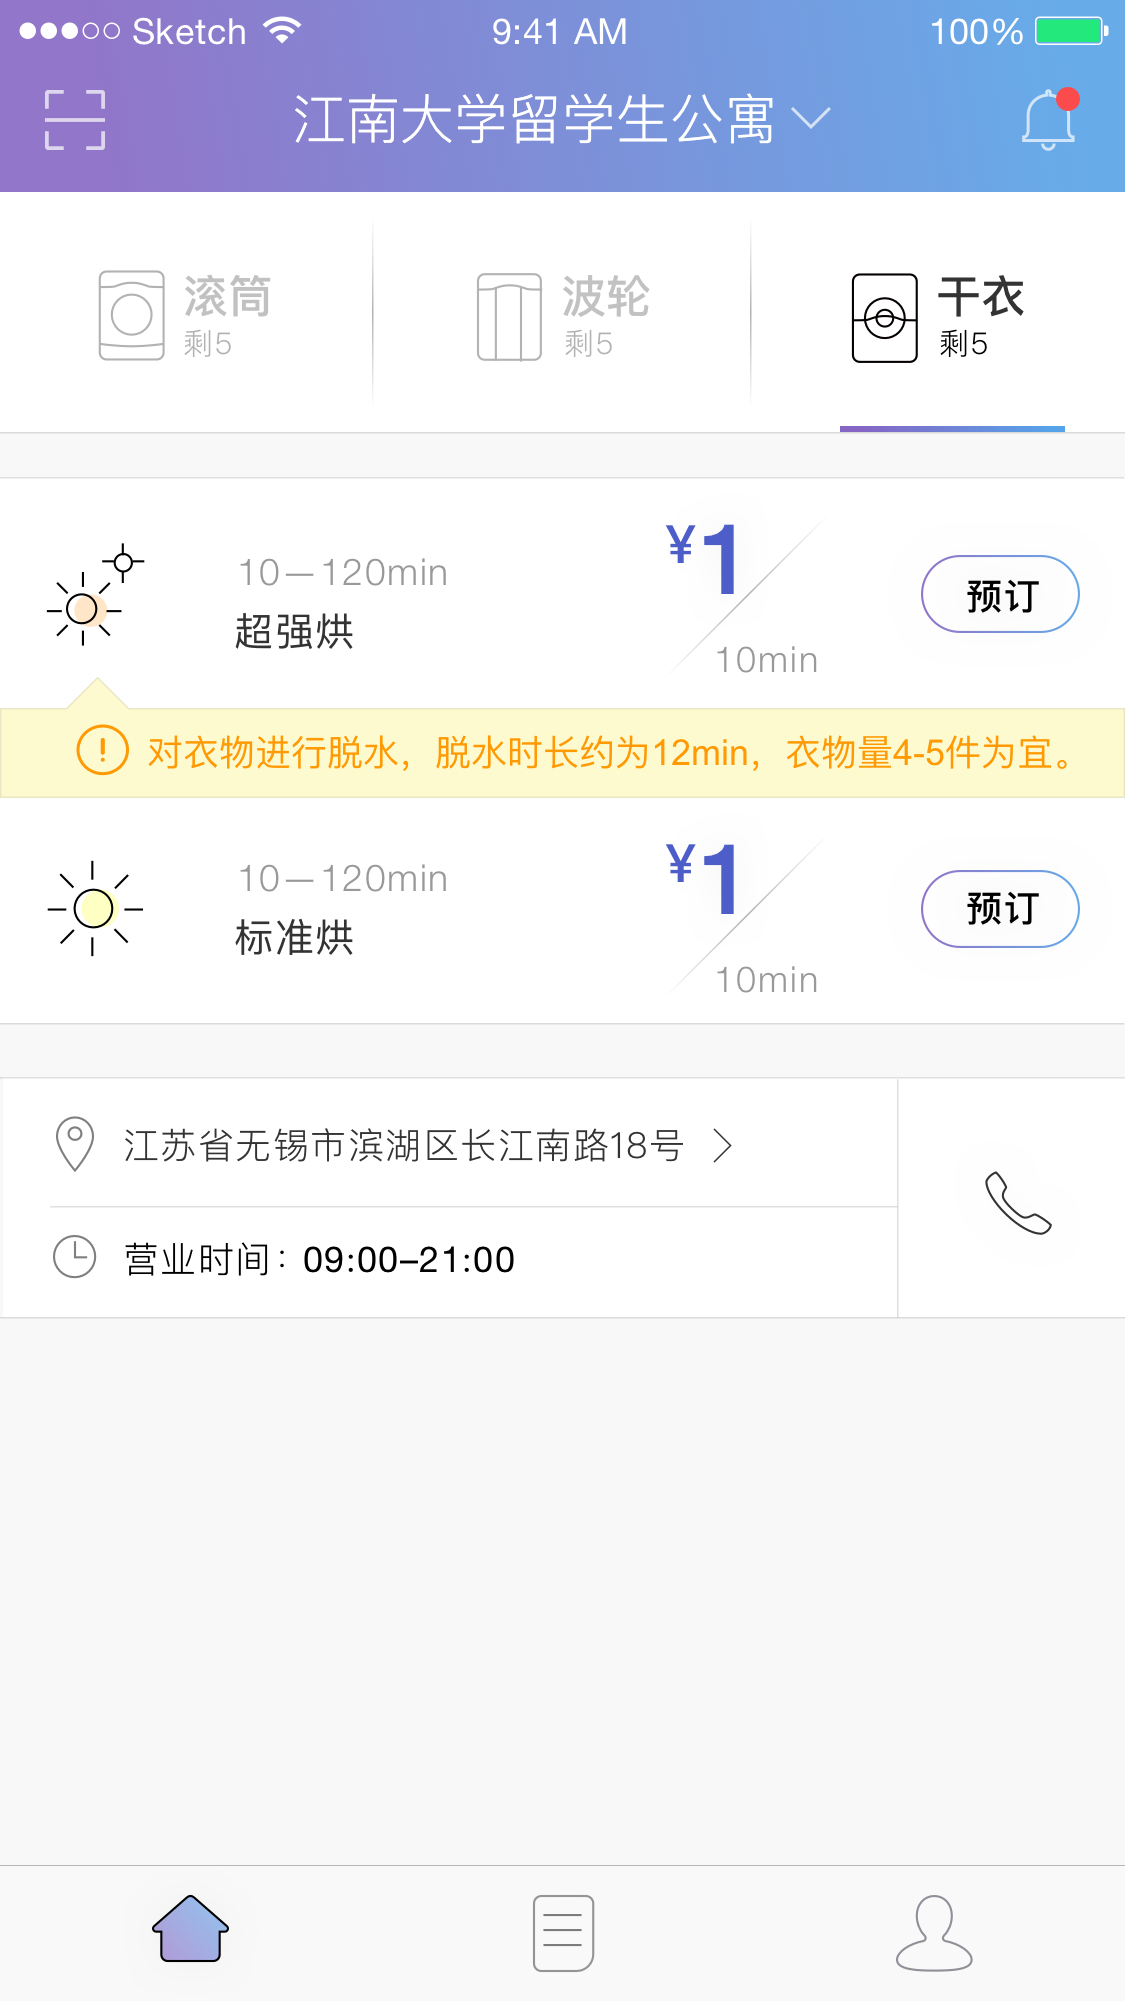 Sketch 9:41 AM 100%
江南大学留学生公寓
滚筒
剩5
波轮
剩5
干衣
剩5
10—120min
超强烘
¥1
10min
预订
对衣物进行脱水，脱水时长约为12min，衣物量4-5件为宜。
10—120min
标准烘
¥1
10min
预订
江苏省无锡市滨湖区长江南路18号
营业时间：09:00–21:00